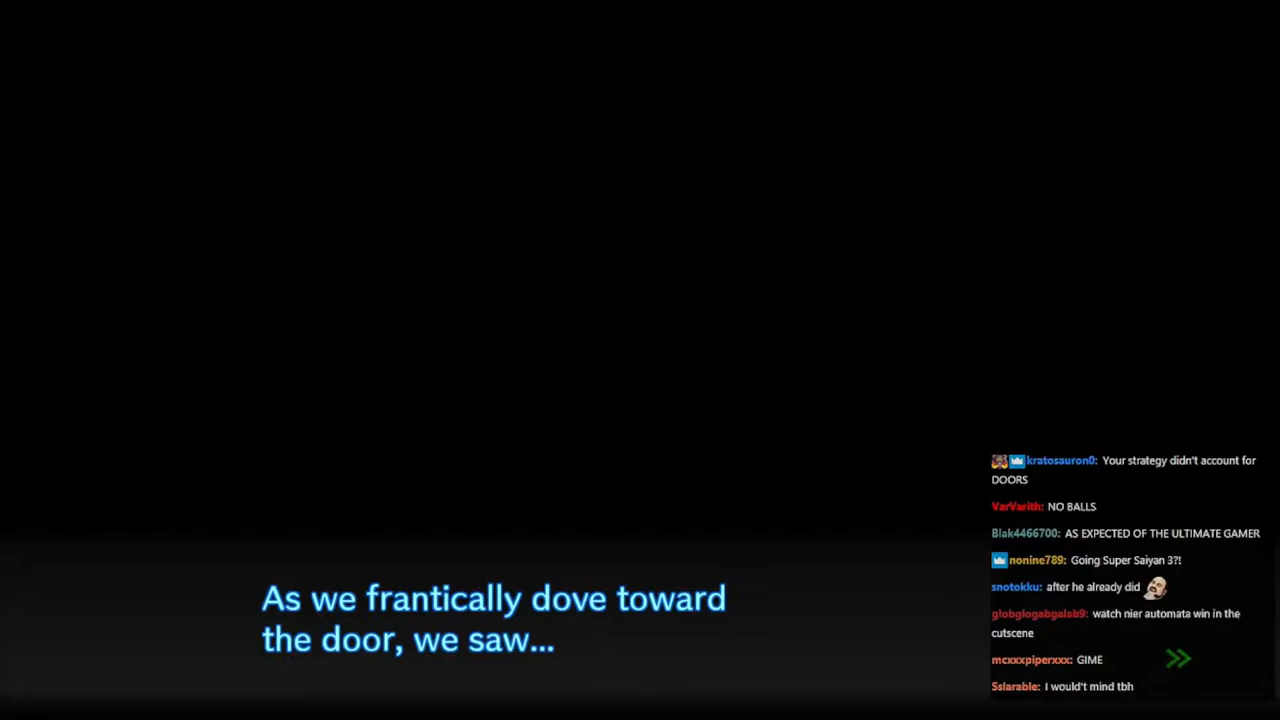 kratosauron0: Your strategy didn't account for
DOORS
VarVarith: NO BALLS
Blak4466700: AS EXPECTED OF THE ULTIMATE GAMER
nonine789: Going Super Saiyan 3?!
snotokku: after he already did
globglogabgalab9: watch nier automata win in the
cutscene
mcxxxpiperxxx: GIME
Sslarable: I would't mind tbh
As we frantically dove toward
the door, we saw...